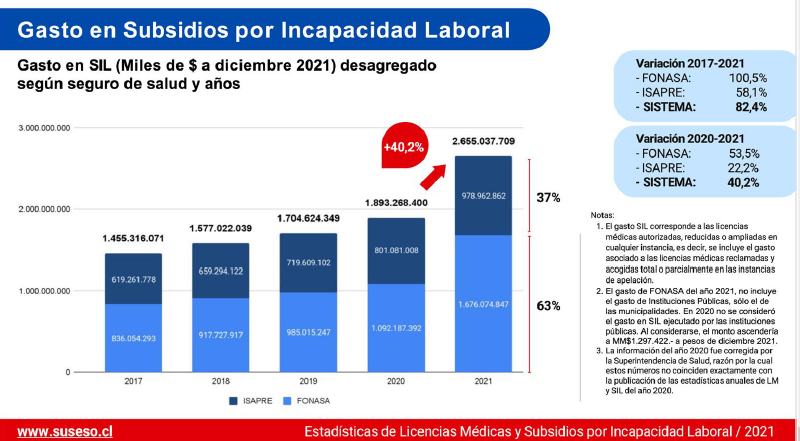 Gasto en Subsidios por Incapacidad Laboral
Gasto en SIL (Miles de $ a diciembre 2021) desagregado
según seguro de salud y años
3.000.000.000
2.000.000.000
1.000.000.000
0
1.455.316.071
619.261.778
836.054.293
2017
1.577.022.039
659.294.122
917.727.917
2018
1.704.624.349
719.609.102
985.015.247
2019
1.893.268.400
801.081.008
1.092.187.392
2020
+40,2%
2.655.037.709
978.962.862
1.676.074.847
2021
37%
63%
ISAPRE
FONASA
Variación 2017-2021
- FONASA: 100,5%
- ISAPRE: 58,1%
- SISTEMA: 82,4%
Variación 2020-2021
- FONASA: 53,5%
- ISAPRE: 22,2%
- SISTEMA: 40,2%
Notas:
1. El gasto SIL corresponde a las licencias
médicas autorizadas, reducidas o ampliadas en
cualquier instancia, es decir, se incluye el gasto
asociado a las licencias médicas reclamadas y
acogidas total o parcialmente en las instancias
de apelación.
2. El gasto de FONASA del año 2021, no incluye
el gasto de Instituciones Públicas, sólo el de
las municipalidades. En 2020 no se consideró
el gasto en SIL ejecutado por las instituciones
públicas. Al considerarse, el monto ascendería
a MM$1.297.422.- a pesos de diciembre 2021.
3. La información del año 2020 fue corregida por
la Superintendencia de Salud, razón por la cual
estos números no coinciden exactamente con
la publicación de las estadísticas anuales de LM
y SIL del año 2020.
www.suseso.cl
Estadísticas de Licencias Médicas y Subsidios por Incapacidad Laboral / 2021